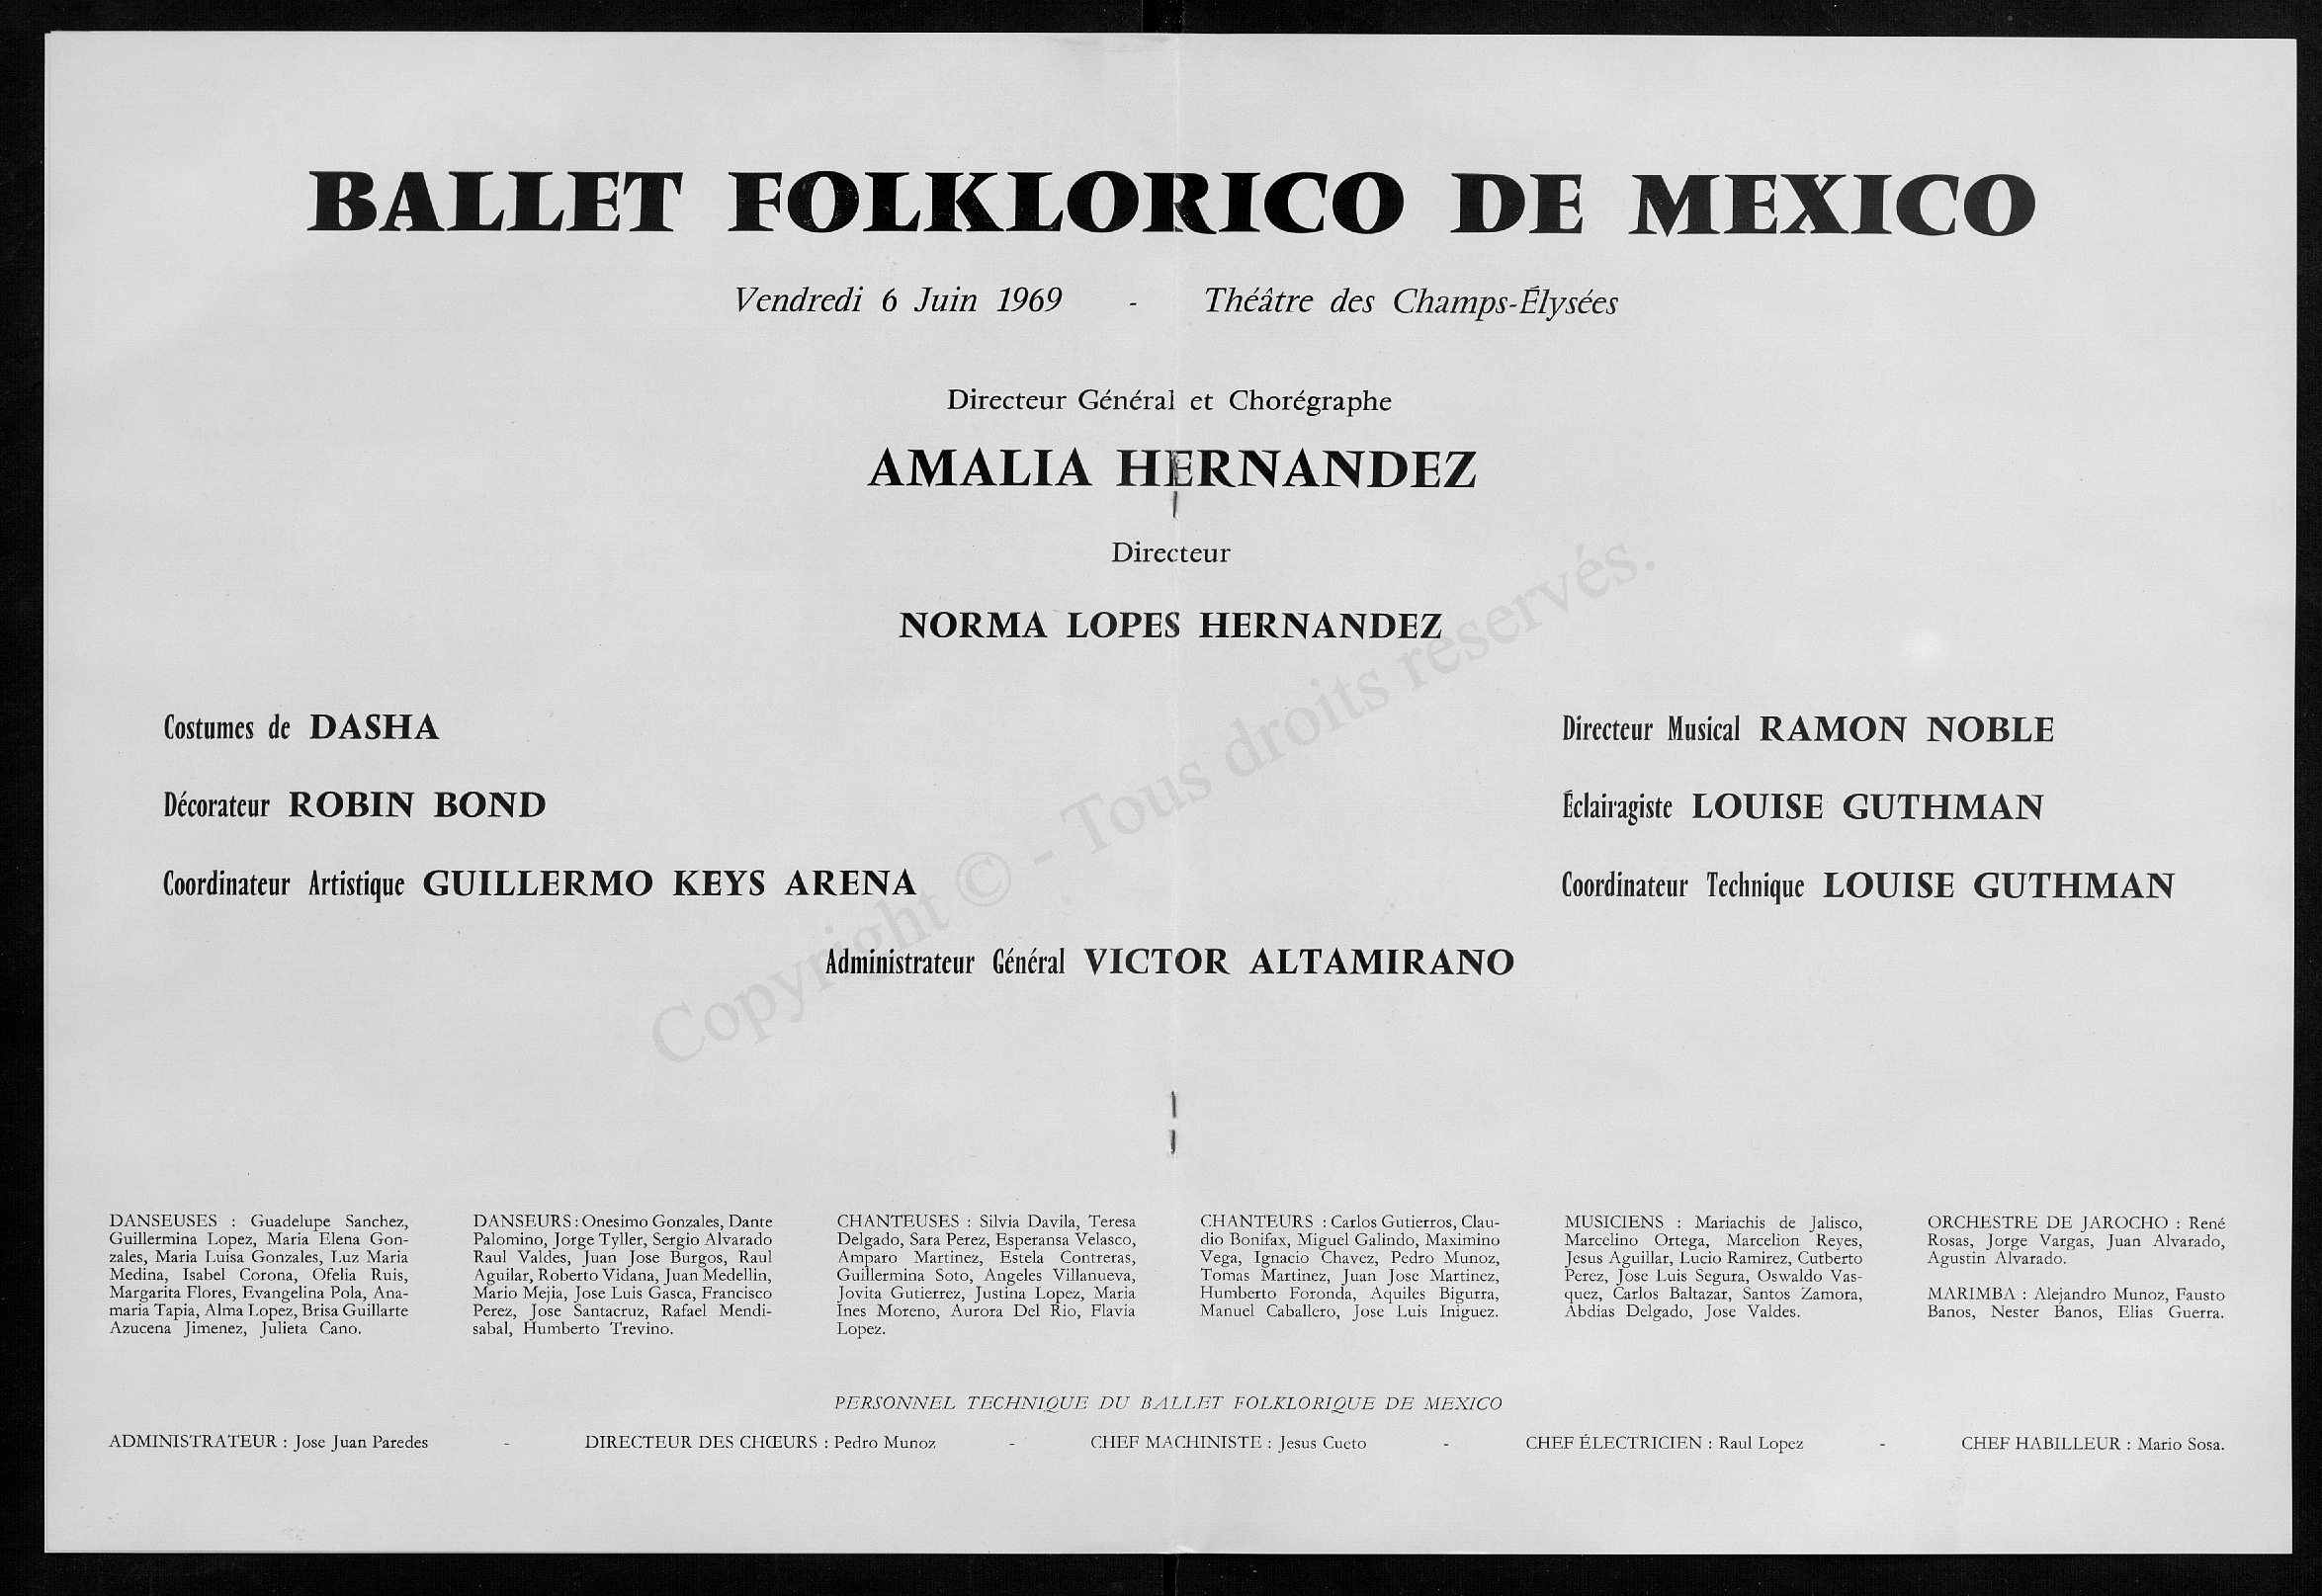 BALLET FOLKLORICO DE MEXICO
Vendredi 6 Juin 1969 - Théâtre des Champs-Élysées
Directeur Général et Chorégraphe
AMALIA HERNANDEZ
Directeur
NORMA LOPES HERNANDEZ
Costumes de DASHA
Décorateur ROBIN BOND
Coordinateur Artistique GUILLERMO KEYS ARENA
Directeur Musical RAMON NOBLE
Éclairagiste LOUISE GUTHMAN
Coordinateur Technique LOUISE GUTHMAN
Administrateur Général VICTOR ALTAMIRANO
Copyright © - Tous droits reservés.
DANSEUSES : Guadelupe Sanchez,
Guillermina Lopez, Maria Elena Gon-
zales, Maria Luisa Gonzales, Luz Maria
Medina, Isabel Corona, Ofelia Ruis,
Margarita Flores, Evangelina Pola, Ana-
maria Tapia, Alma Lopez, Brisa Guillarte
Azucena Jimenez, Julieta Cano.
DANSEURS : Onesimo Gonzales, Dante
Palomino, Jorge Tyller, Sergio Alvarado
Raul Valdes, Juan Jose Burgos, Raul
Aguilar, Roberto Vidana, Juan Medellin,
Mario Mejia, Jose Luis Gasca, Francisco
Perez, Jose Santacruz, Rafael Mendi-
sabal, Humberto Trevino.
CHANTEUSES : Silvia Davila, Teresa
Delgado, Sara Perez, Esperansa Velasco,
Amparo Martinez, Estela Contreras,
Guillermina Soto, Angeles Villanueva,
Jovita Gutierrez, Justina Lopez, Maria
Ines Moreno, Aurora Del Rio, Flavia
Lopez.
CHANTEURS : Carlos Gutierros, Clau-
dio Bonifax, Miguel Galindo, Maximino
Vega, Ignacio Chavez, Pedro Munoz,
Tomas Martinez, Juan Jose Martinez,
Humberto Foronda, Aquiles Bigurra,
Manuel Caballero, Jose Luis Iniguez.
MUSICIENS : Mariachis de Jalisco,
Marcelino Ortega, Marcelion Reyes,
Jesus Aguillar, Lucio Ramirez, Cutberto
Perez, Jose Luis Segura, Oswaldo Vas-
quez, Carlos Baltazar, Santos Zamora,
Abdias Delgado, Jose Valdes.
ORCHESTRE DE JAROCHO : René
Rosas, Jorge Vargas, Juan Alvarado,
Agustin Alvarado.
MARIMBA : Alejandro Munoz, Fausto
Banos, Nester Banos, Elias Guerra.
PERSONNEL TECHNIQUE DU BALLET FOLKLORIQUE DE MEXICO
ADMINISTRATEUR : Jose Juan Paredes - DIRECTEUR DES CHŒURS : Pedro Munoz - CHEF MACHINISTE : Jesus Cueto - CHEF ÉLECTRICIEN : Raul Lopez - CHEF HABILLEUR : Mario Sosa.